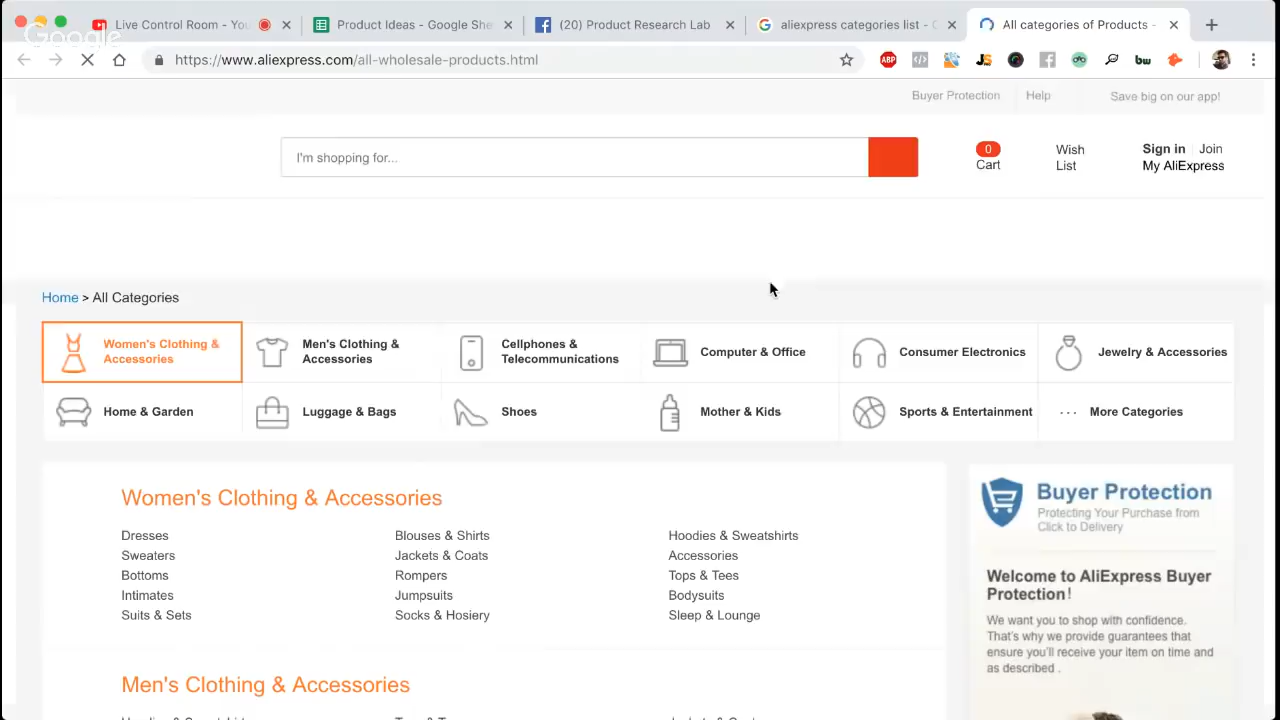 Live Control Room - You
Product Ideas - Google She
(20) Product Research Lab
aliexpress categories list - G
All categories of Products -
Google
https://www.aliexpress.com/all-wholesale-products.html
ABP
JS
bw
Buyer Protection
Help
Save big on our app!
I'm shopping for...
0
Cart
Wish
List
Sign in
Join
My AliExpress
Home > All Categories
Women's Clothing &
Accessories
Men's Clothing &
Accessories
Cellphones &
Telecommunications
Computer & Office
Consumer Electronics
Jewelry & Accessories
Home & Garden
Luggage & Bags
Shoes
Mother & Kids
Sports & Entertainment
More Categories
Women's Clothing & Accessories
Dresses
Blouses & Shirts
Hoodies & Sweatshirts
Sweaters
Jackets & Coats
Accessories
Bottoms
Rompers
Tops & Tees
Intimates
Jumpsuits
Bodysuits
Suits & Sets
Socks & Hosiery
Sleep & Lounge
Men's Clothing & Accessories
Buyer Protection
Protecting Your Purchase from
Click to Delivery
Welcome to AliExpress Buyer
Protection!
We want you to shop with confidence.
That's why we provide guarantees that
ensure you'll receive your item on time and
as described .